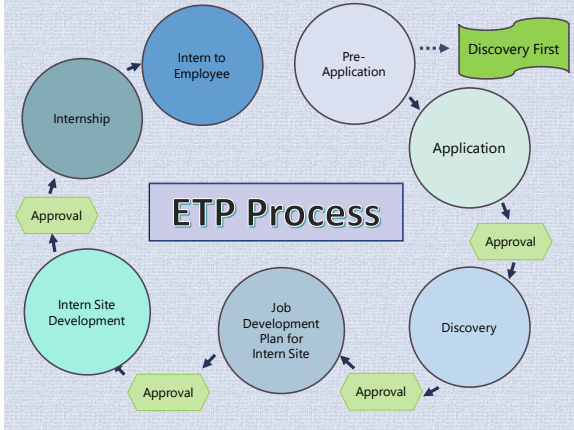 ETP Process
Pre-
Application
Discovery First
Application
Approval
Discovery
Approval
Job
Development
Plan for
Intern Site
Approval
Intern Site
Development
Approval
Internship
Intern to
Employee